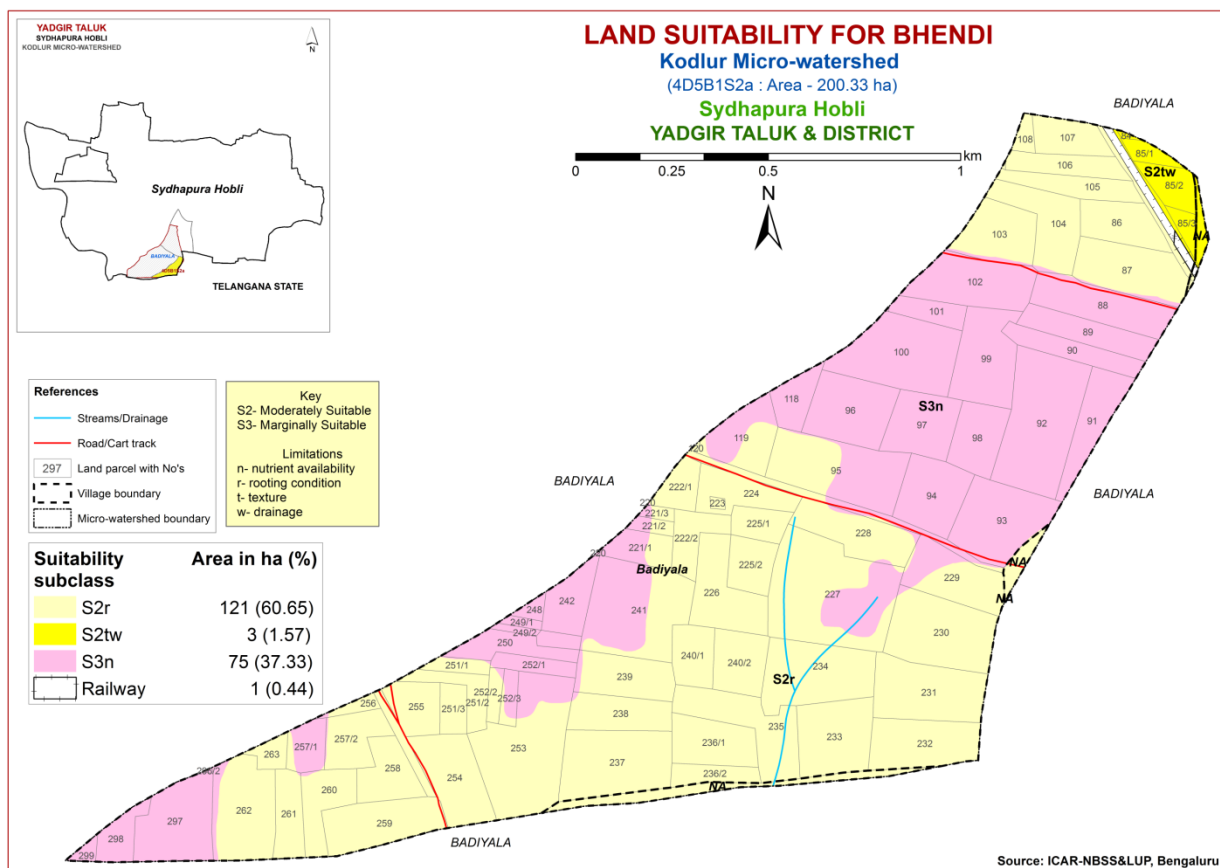 YADGIR TALUK
SYDHAPURA HOBLI
KODLUR MICRO-WATERSHED
N
Sydhapura Hobli
BADIYALA
4D5B1S2a
TELANGANA STATE
LAND SUITABILITY FOR BHENDI
Kodlur Micro-watershed
(4D5B1S2a : Area - 200.33 ha)
Sydhapura Hobli
YADGIR TALUK & DISTRICT
km
0 0.25 0.5 1
N
BADIYALA
References
Streams/Drainage
Road/Cart track
297 Land parcel with No's
Village boundary
Micro-watershed boundary
Key
S2- Moderately Suitable
S3- Marginally Suitable
Limitations
n- nutrient availability
r- rooting condition
t- texture
w- drainage
Suitability subclass Area in ha (%)
S2r 121 (60.65)
S2tw 3 (1.57)
S3n 75 (37.33)
Railway 1 (0.44)
108 107 84
85/1
106 S2tw
105 85/2
104 86 85/3
103 NA
87
102
88
101
89
100 99 90
118 96 S3n
97 98 92 91
119
120 95
94
93
BADIYALA
BADIYALA
222/1 223 224
220
221/3
221/2 225/1
222/2 228
220 221/1
Badiyala 225/2
NA
229
NA
226 227
248 242 241
249/1
249/2
250
230
251/1 252/1
240/1 240/2 234
239 S2r
252/2
251/2
252/3
231
256 255 251/3
238
235 233
257/1 257/2
263
253 236/1 232
298/2
258 254 237
236/2
NA
260
262 261
259
297
298
299
BADIYALA
Source: ICAR-NBSS&LUP, Bengaluru